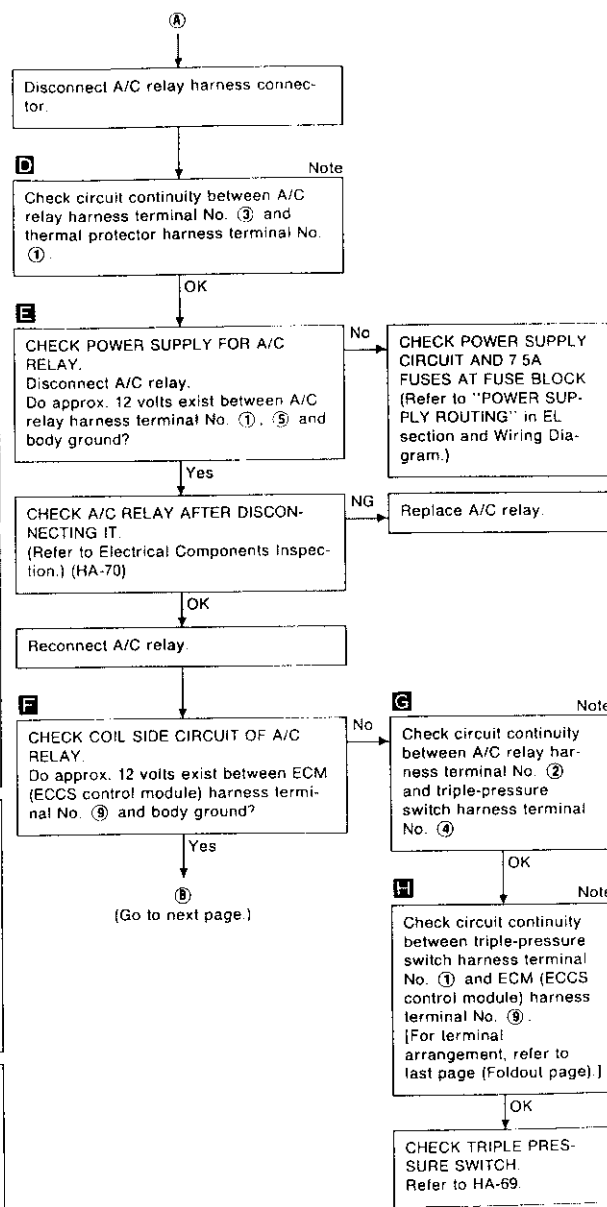 Ⓐ
Disconnect A/C relay harness connec-
tor.
D
Note
Check circuit continuity between A/C
relay harness terminal No. ③ and
thermal protector harness terminal No.
①.
OK
E
CHECK POWER SUPPLY FOR A/C
RELAY.
Disconnect A/C relay.
Do approx. 12 volts exist between A/C
relay harness terminal No. ①, ⑤ and
body ground?
No
CHECK POWER SUPPLY
CIRCUIT AND 7 5A
FUSES AT FUSE BLOCK
(Refer to "POWER SUP-
PLY ROUTING" in EL
section and Wiring Dia-
gram.)
Yes
CHECK A/C RELAY AFTER DISCON-
NECTING IT.
(Refer to Electrical Components Inspec-
tion.) (HA-70)
NG
Replace A/C relay.
OK
Reconnect A/C relay.
F
CHECK COIL SIDE CIRCUIT OF A/C
RELAY.
Do approx. 12 volts exist between ECM
(ECCS control module) harness termi-
nal No. ⑨ and body ground?
No
Yes
Ⓑ
(Go to next page.)
G
Note
Check circuit continuity
between A/C relay har-
ness terminal No. ②
and triple-pressure
switch harness terminal
No. ④
OK
H
Note
Check circuit continuity
between triple-pressure
switch harness terminal
No. ① and ECM (ECCS
control module) harness
terminal No. ⑨.
[For terminal
arrangement, refer to
last page (Foldout page).]
OK
CHECK TRIPLE PRES-
SURE SWITCH.
Refer to HA-69.